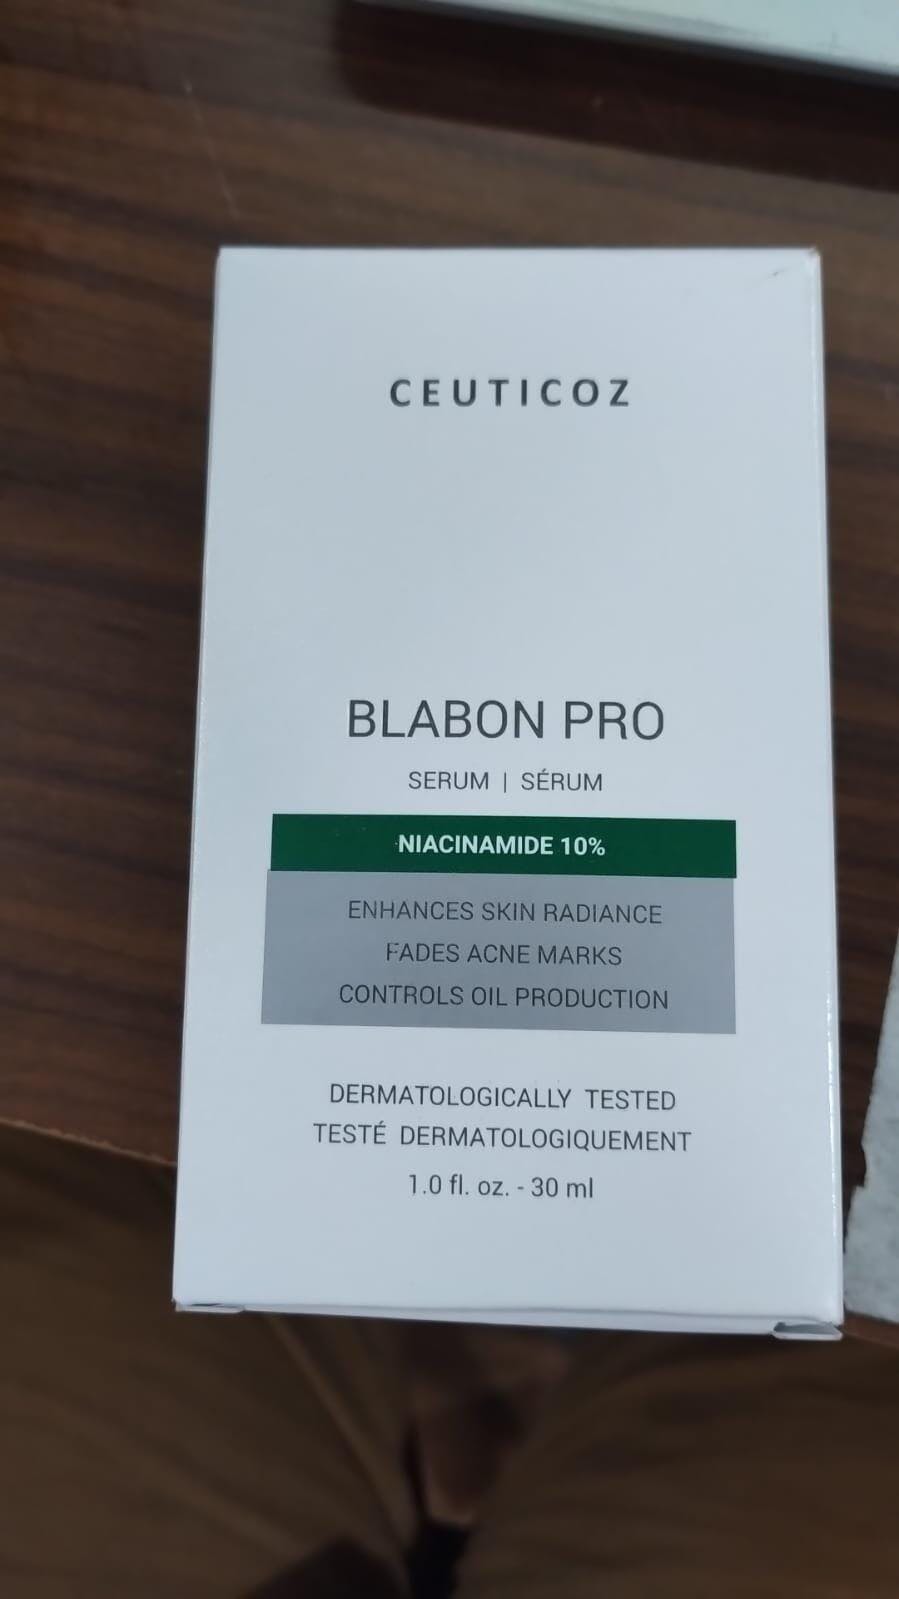 CEUTICOZ
BLABON PRO
SERUM | SÉRUM
NIACINAMIDE 10%
ENHANCES SKIN RADIANCE
FADES ACNE MARKS
CONTROLS OIL PRODUCTION
DERMATOLOGICALLY TESTED
TESTÉ DERMATOLOGIQUEMENT
1.0 fl. oz. - 30 ml